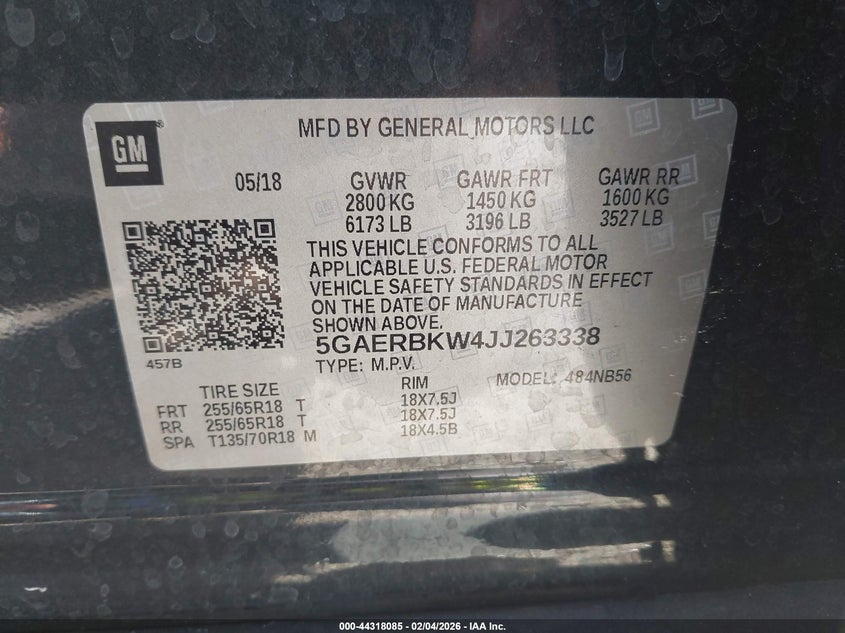 GM
MFD BY GENERAL MOTORS LLC
05/18 GVWR GAWR FRT GAWR RR
2800 KG 1450 KG 1600 KG
6173 LB 3196 LB 3527 LB
THIS VEHICLE CONFORMS TO ALL
APPLICABLE U.S. FEDERAL MOTOR
VEHICLE SAFETY STANDARDS IN EFFECT
ON THE DATE OF MANUFACTURE
SHOWN ABOVE.
5GAERBKW4JJ263338
457B
TYPE: M.P.V.
MODEL: 484NB56
TIRE SIZE RIM
FRT 255/65R18 T 18X7.5J
RR 255/65R18 T 18X7.5J
SPA T135/70R18 M 18X4.5B
000-44318085 - 02/04/2026 - IAA Inc.